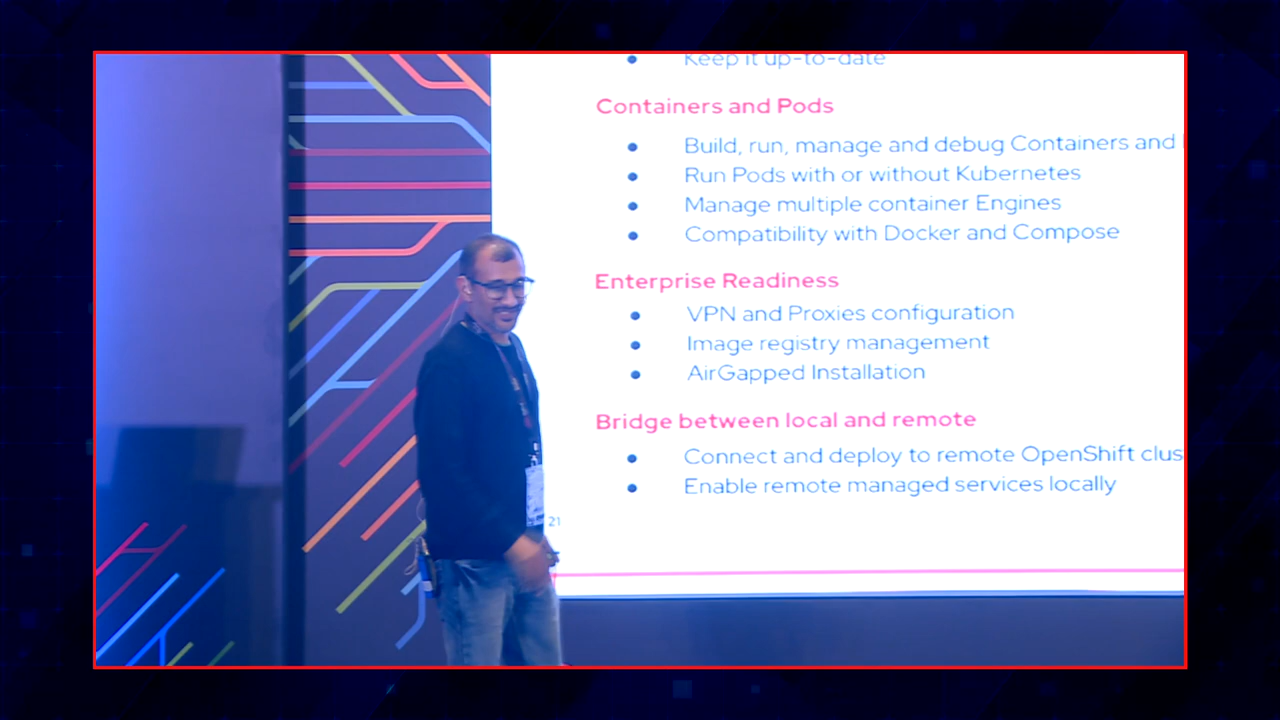 Keep it up-to-date
Containers and Pods
Build, run, manage and debug Containers and
Run Pods with or without Kubernetes
Manage multiple container Engines
Compatibility with Docker and Compose
Enterprise Readiness
VPN and Proxies configuration
Image registry management
AirGapped Installation
Bridge between local and remote
Connect and deploy to remote OpenShift clus
Enable remote managed services locally
21